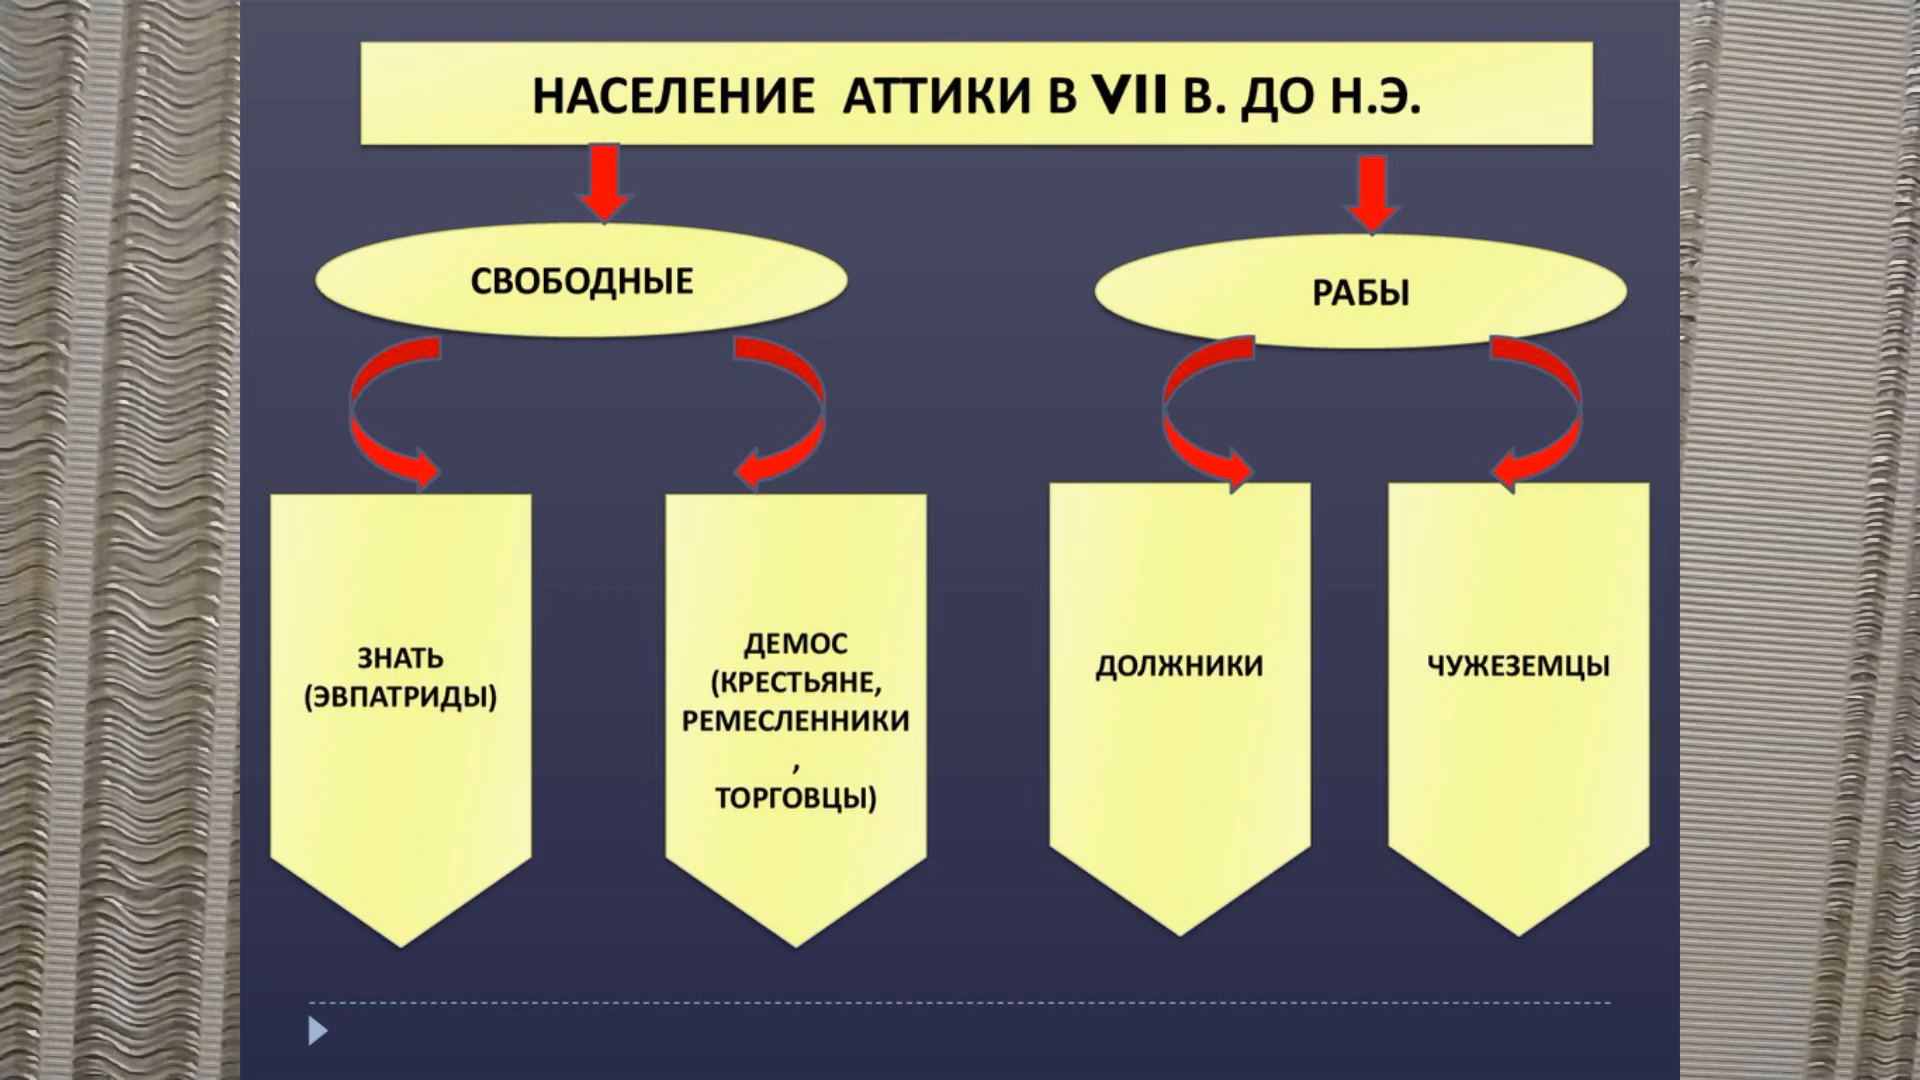 НАСЕЛЕНИЕ АТТИКИ В VII В. ДО Н.Э.
СВОБОДНЫЕ
РАБЫ
ЗНАТЬ
(ЭВПАТРИДЫ)
ДЕМОС
(КРЕСТЬЯНЕ,
РЕМЕСЛЕННИКИ
,
ТОРГОВЦЫ)
ДОЛЖНИКИ
ЧУЖЕЗЕМЦЫ